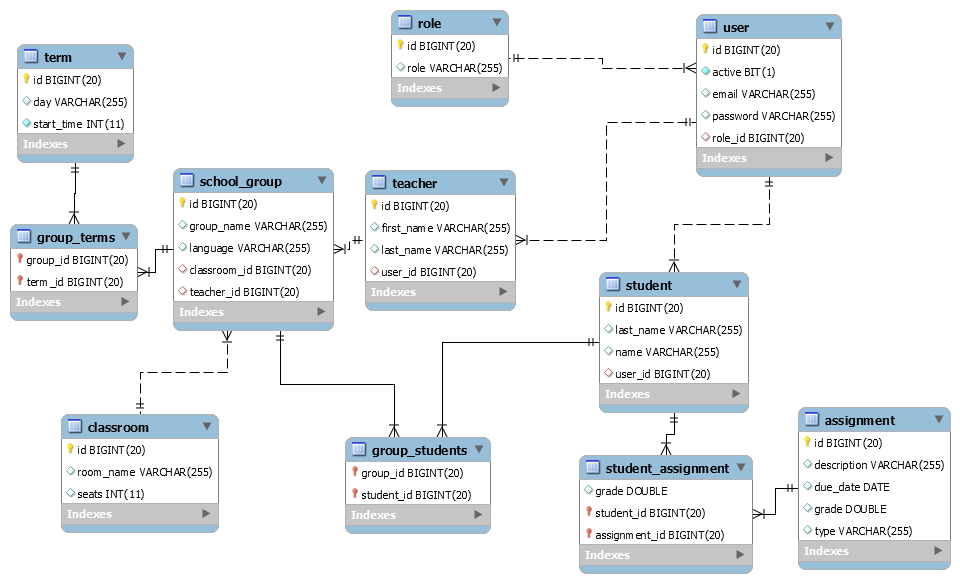 role
id BIGINT(20)
role VARCHAR(255)
Indexes
user
id BIGINT(20)
active BIT(1)
email VARCHAR(255)
password VARCHAR(255)
role_id BIGINT(20)
Indexes
term
id BIGINT(20)
day VARCHAR(255)
start_time INT(11)
Indexes
school_group
id BIGINT(20)
group_name VARCHAR(255)
language VARCHAR(255)
classroom_id BIGINT(20)
teacher_id BIGINT(20)
Indexes
teacher
id BIGINT(20)
first_name VARCHAR(255)
last_name VARCHAR(255)
user_id BIGINT(20)
Indexes
group_terms
group_id BIGINT(20)
term_id BIGINT(20)
Indexes
student
id BIGINT(20)
last_name VARCHAR(255)
name VARCHAR(255)
user_id BIGINT(20)
Indexes
classroom
id BIGINT(20)
room_name VARCHAR(255)
seats INT(11)
Indexes
group_students
group_id BIGINT(20)
student_id BIGINT(20)
Indexes
student_assignment
grade DOUBLE
student_id BIGINT(20)
assignment_id BIGINT(20)
Indexes
assignment
id BIGINT(20)
description VARCHAR(255)
due_date DATE
grade DOUBLE
type VARCHAR(255)
Indexes